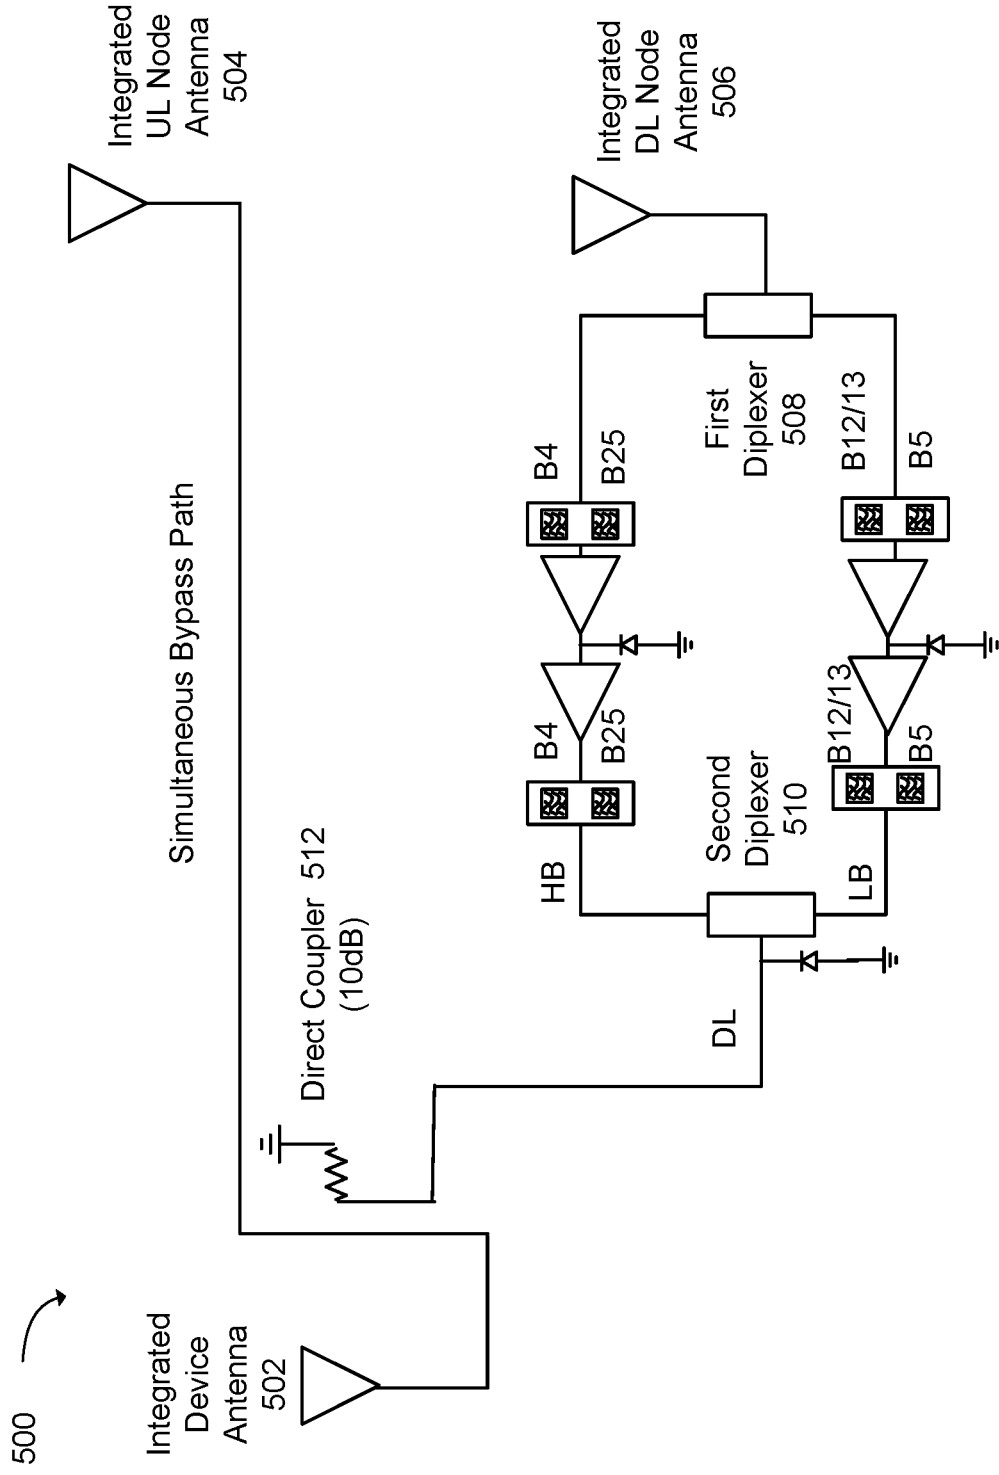 500
Integrated
Device
Antenna
502
Simultaneous Bypass Path
Integrated
UL Node
Antenna
504
Direct Coupler 512
(10dB)
DL
HB
LB
Second
Diplexer
510
B4
B25
B12/13
B5
B4
B25
B12/13
B5
First
Diplexer
508
Integrated
DL Node
Antenna
506